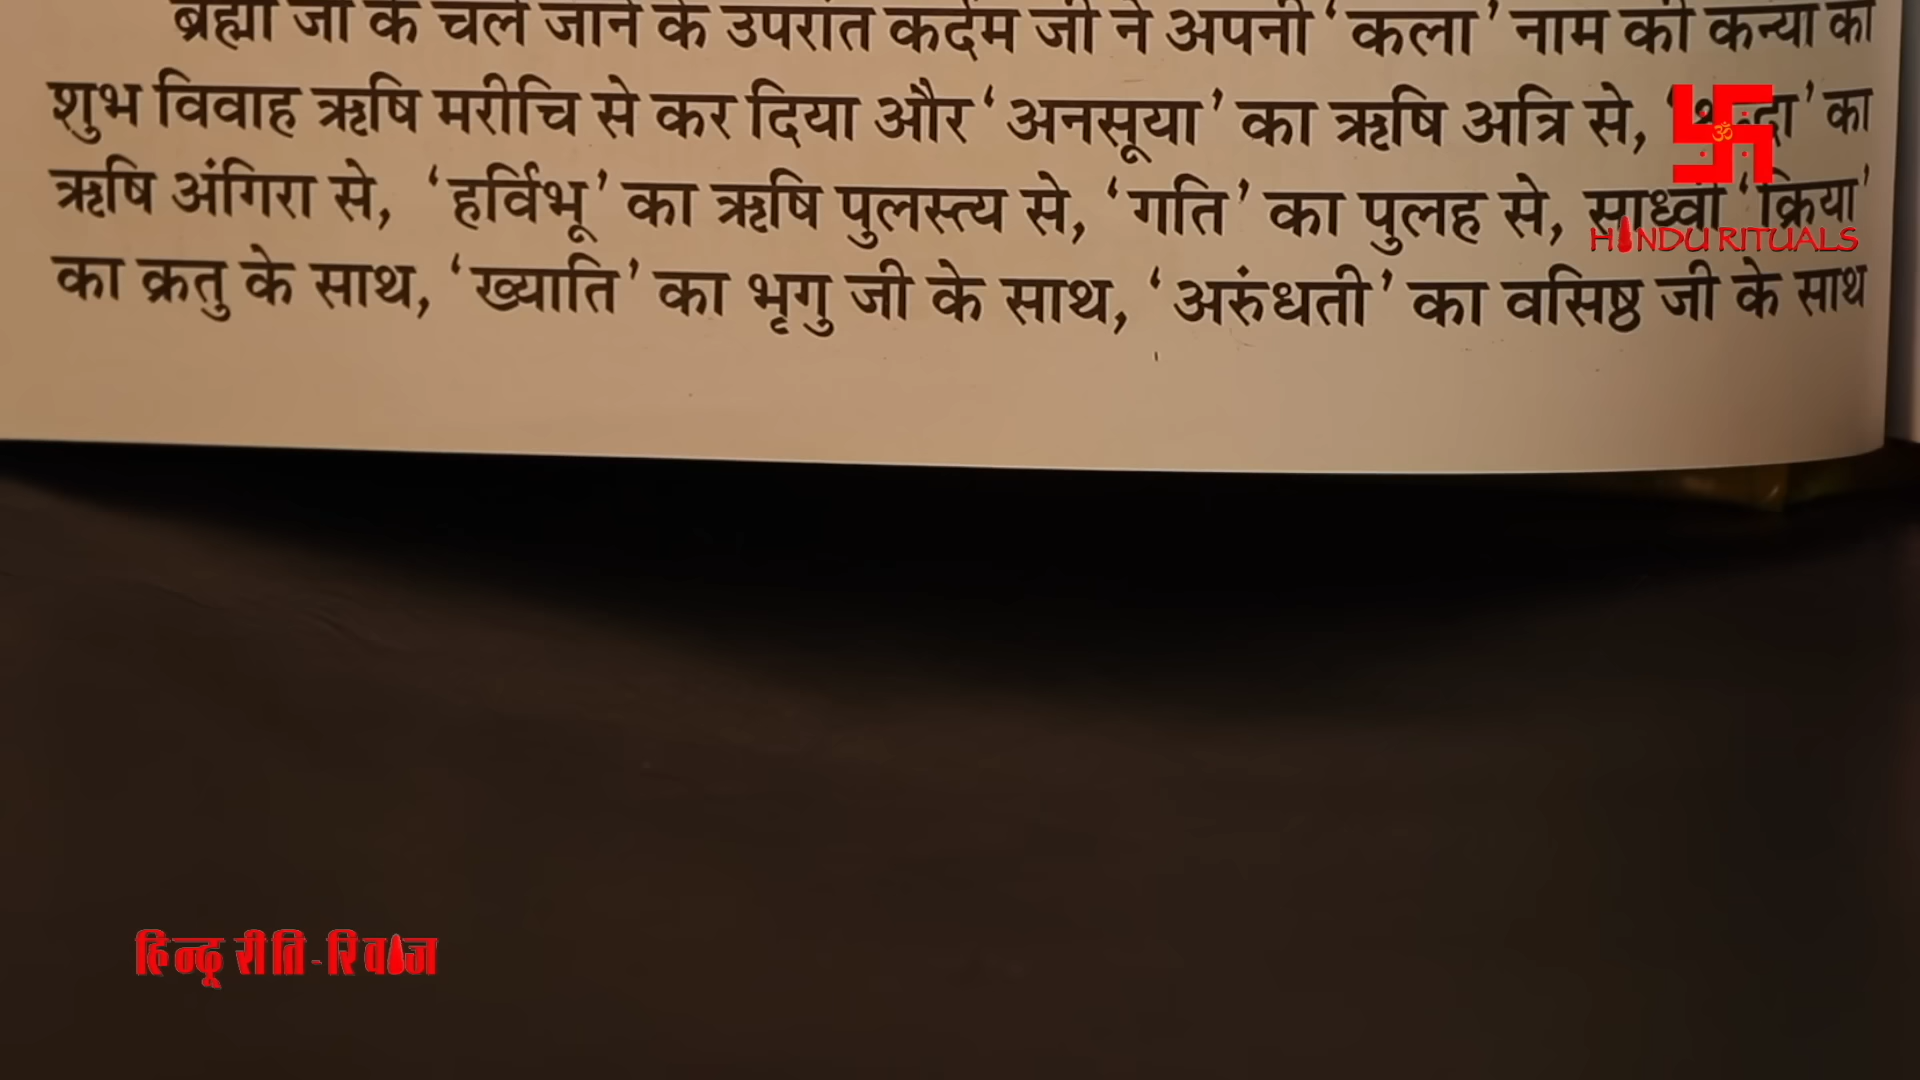 ब्रह्मा जी के चले जाने के उपरांत कर्दम जी ने अपनी ‘कला’ नाम की कन्या का
शुभ विवाह ऋषि मरीचि से कर दिया और ‘अनसूया’ का ऋषि अत्रि से, का
ऋषि अंगिरा से, ‘हर्विभू’ का ऋषि पुलस्त्य से, ‘गति’ का पुलह से, साध्वी ‘क्रिया’
का क्रतु के साथ, ‘ख्याति’ का भृगु जी के साथ, ‘अरुंधती’ का वसिष्ठ जी के साथ
ॐ
HINDU RITUALS
हिन्दू रीति-रिवाज